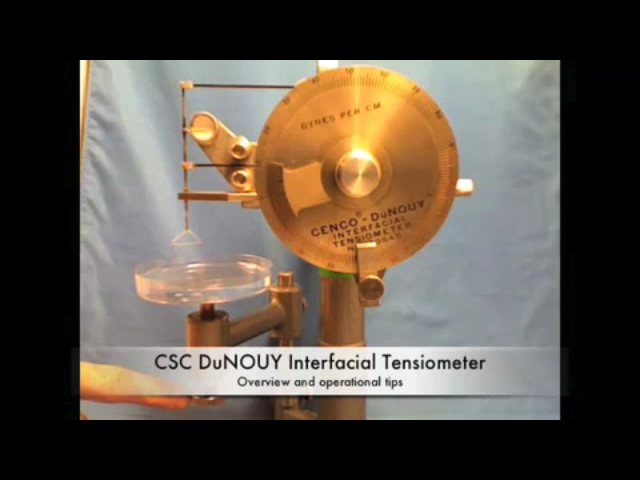 DYNES PER CM
CENCO - DuNOUY
INTERFACIAL
TENSIOMETER
CSC DuNOUY Interfacial Tensiometer
Overview and operational tips